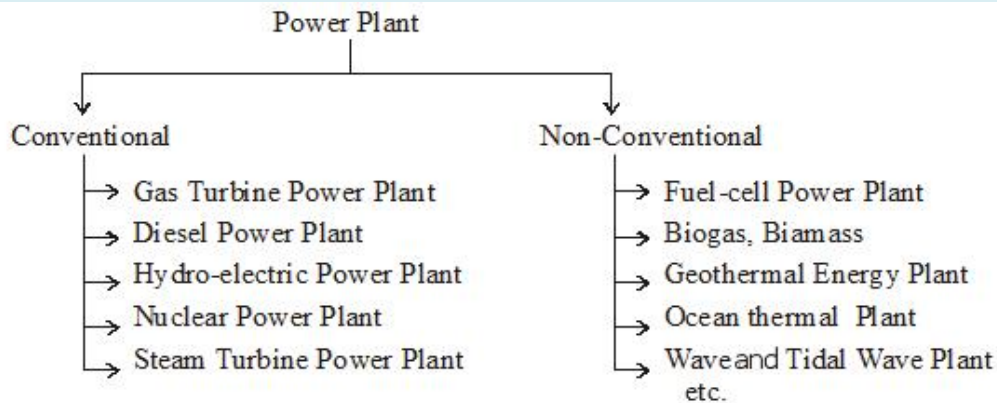 Power Plant
Conventional
Gas Turbine Power Plant
Diesel Power Plant
Hydro-electric Power Plant
Nuclear Power Plant
Steam Turbine Power Plant
Non-Conventional
Fuel-cell Power Plant
Biogas, Biamass
Geothermal Energy Plant
Ocean thermal Plant
Wave and Tidal Wave Plant
etc.